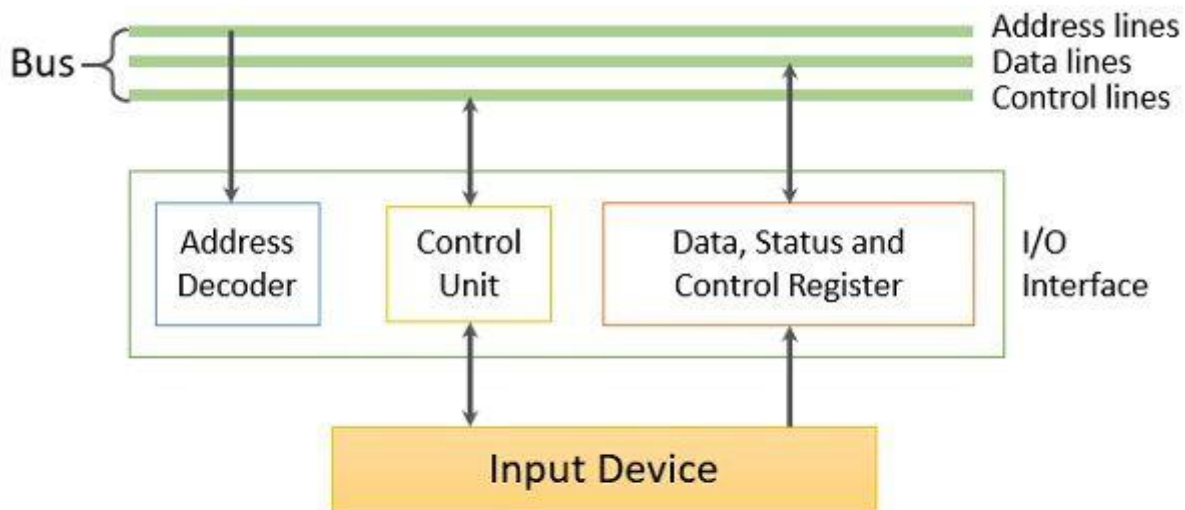 Bus
Address lines
Data lines
Control lines
Address
Decoder
Control
Unit
Data, Status and
Control Register
I/O
Interface
Input Device